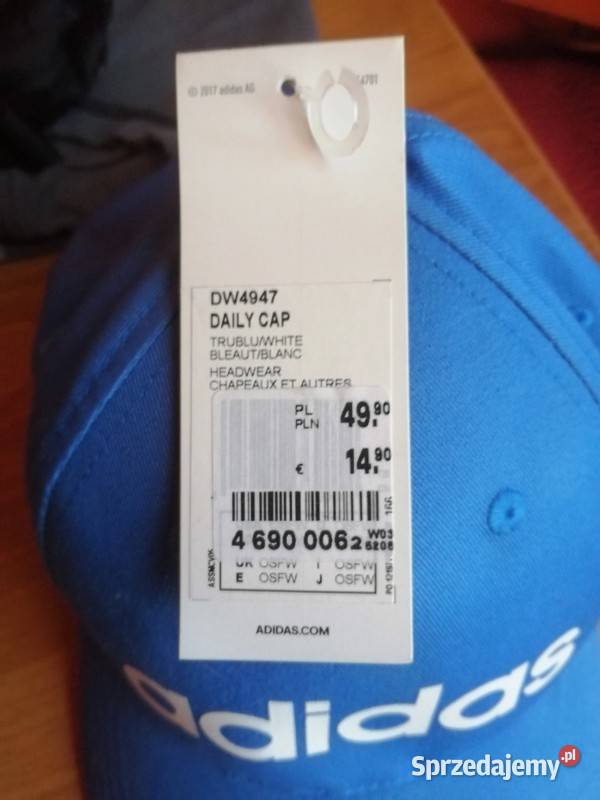 © 2017 adidas AG
DW4947
DAILY CAP
TRUBLU/WHITE
BLEAUT/BLANC
HEADWEAR
CHAPEAUX ET AUTRES
PL
PLN 49.90
€ 14.90
4 690 006 2 W03
UK OSFW I OSFW
E OSFW J OSFW
ADIDAS.COM
adidas
Sprzedajemy.pl